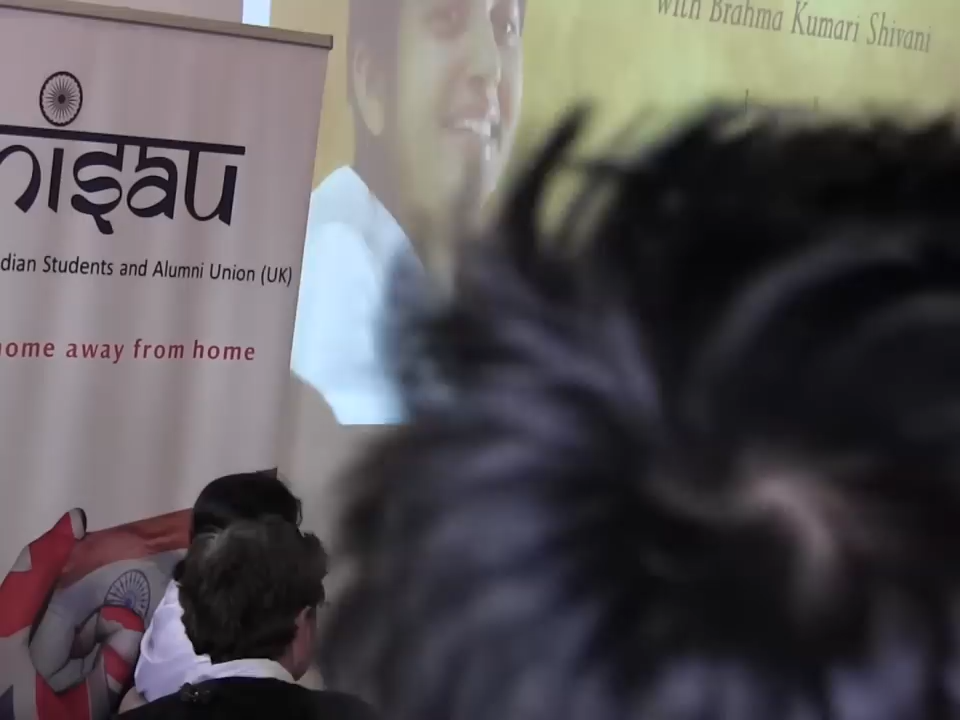 nisau
dian Students and Alumni Union (UK)
home away from home
with Brahma Kumari Shivani